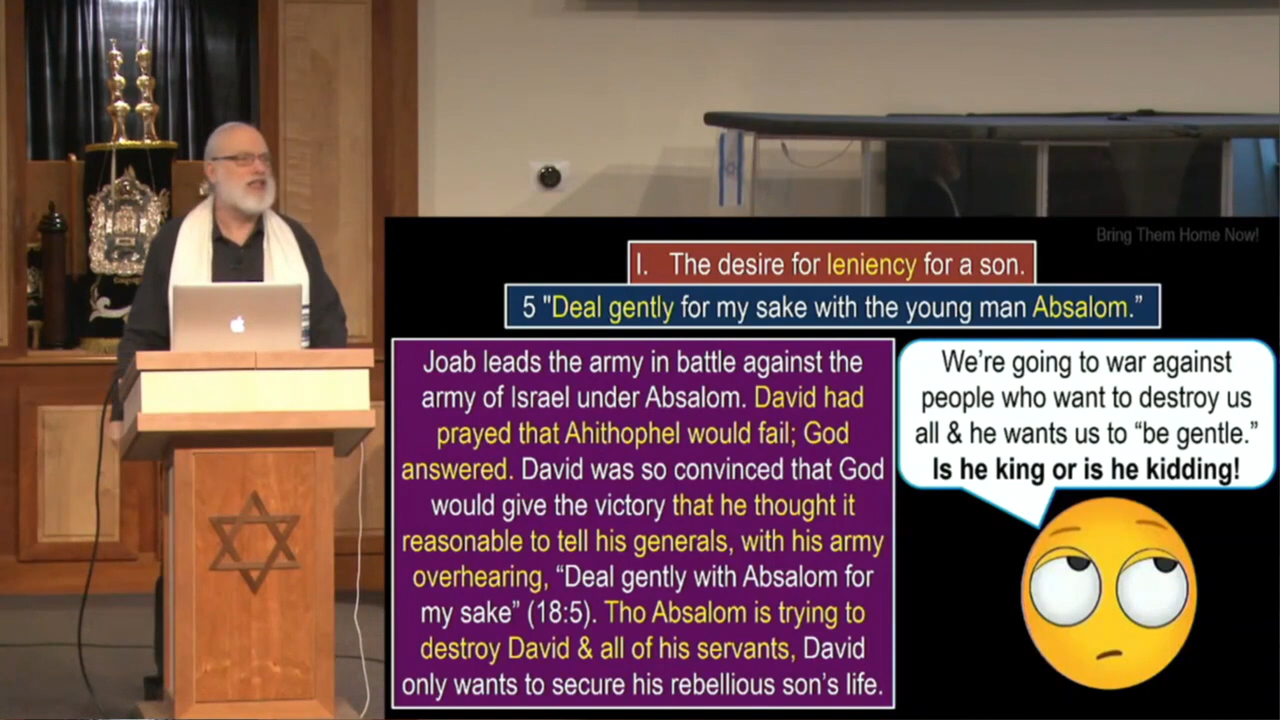 Bring Them Home Now!
I. The desire for leniency for a son.
5 "Deal gently for my sake with the young man Absalom.”
Joab leads the army in battle against the
army of Israel under Absalom. David had
prayed that Ahithophel would fail; God
answered. David was so convinced that God
would give the victory that he thought it
reasonable to tell his generals, with his army
overhearing, “Deal gently with Absalom for
my sake” (18:5). Tho Absalom is trying to
destroy David & all of his servants, David
only wants to secure his rebellious son’s life.
We’re going to war against
people who want to destroy us
all & he wants us to “be gentle.”
Is he king or is he kidding!